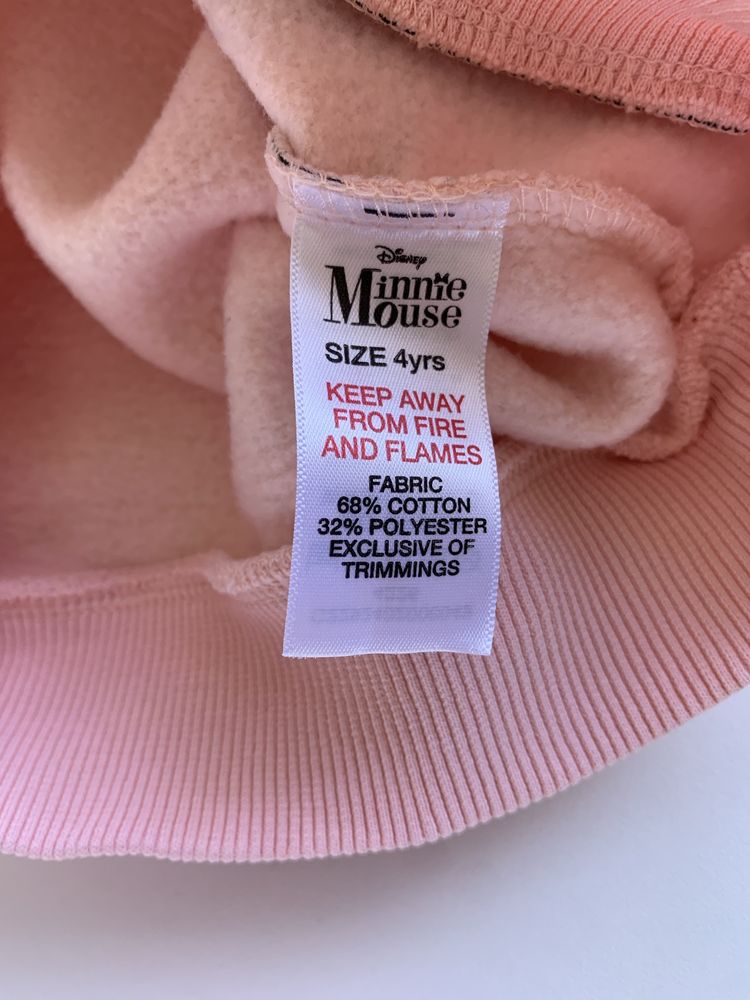 Disney
Minnie
Mouse
SIZE 4yrs
KEEP AWAY
FROM FIRE
AND FLAMES
FABRIC
68% COTTON
32% POLYESTER
EXCLUSIVE OF
TRIMMINGS